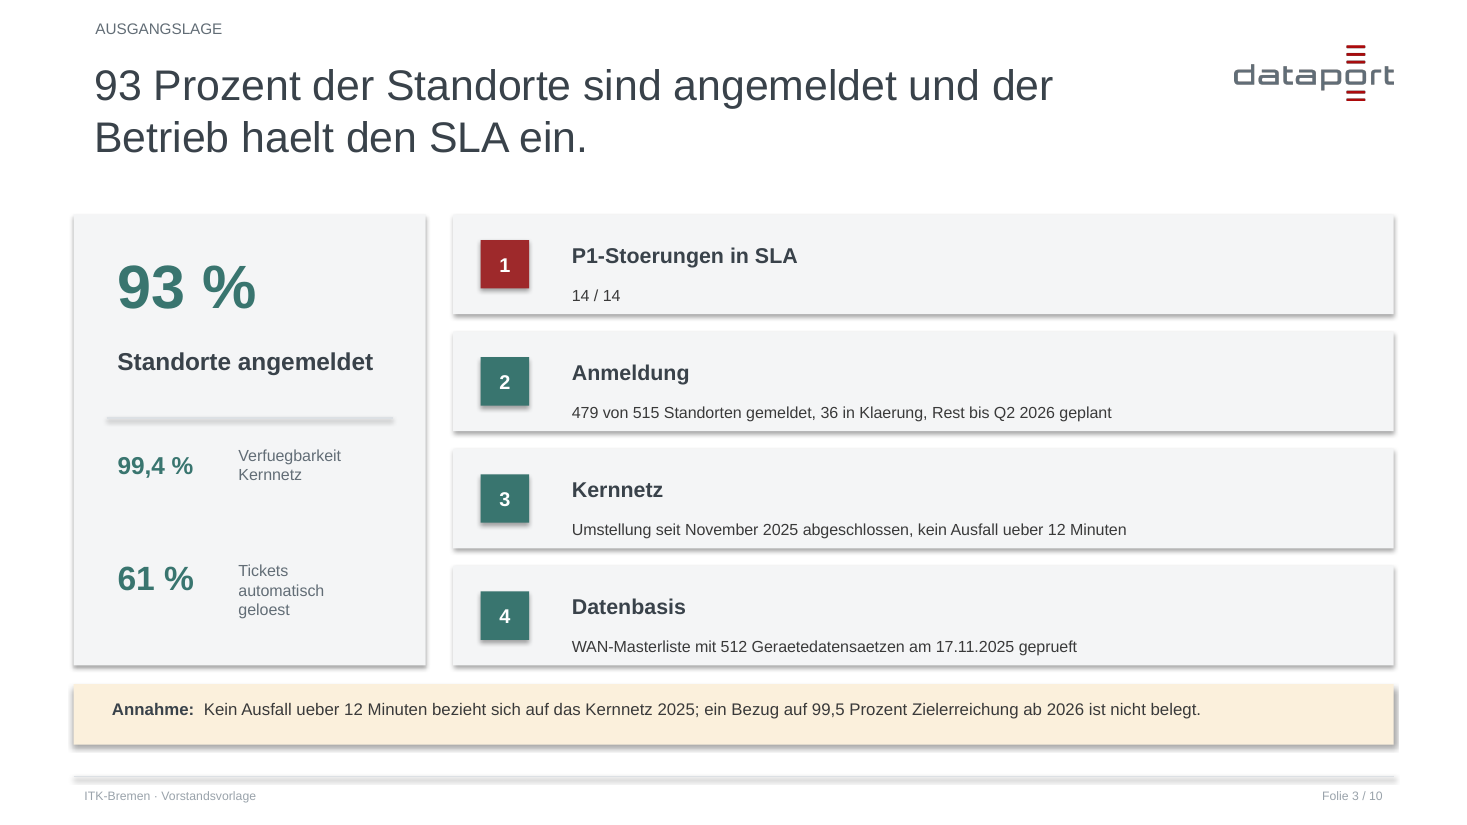 AUSGANGSLAGE
93 Prozent der Standorte sind angemeldet und der
Betrieb haelt den SLA ein.
dataport
93 %
Standorte angemeldet
99,4 %
Verfuegbarkeit
Kernnetz
61 %
Tickets
automatisch
geloest
1
P1-Stoerungen in SLA
14 / 14
2
Anmeldung
479 von 515 Standorten gemeldet, 36 in Klaerung, Rest bis Q2 2026 geplant
3
Kernnetz
Umstellung seit November 2025 abgeschlossen, kein Ausfall ueber 12 Minuten
4
Datenbasis
WAN-Masterliste mit 512 Geraetedatensaetzen am 17.11.2025 geprueft
Annahme: Kein Ausfall ueber 12 Minuten bezieht sich auf das Kernnetz 2025; ein Bezug auf 99,5 Prozent Zielerreichung ab 2026 ist nicht belegt.
ITK-Bremen · Vorstandsvorlage
Folie 3 / 10